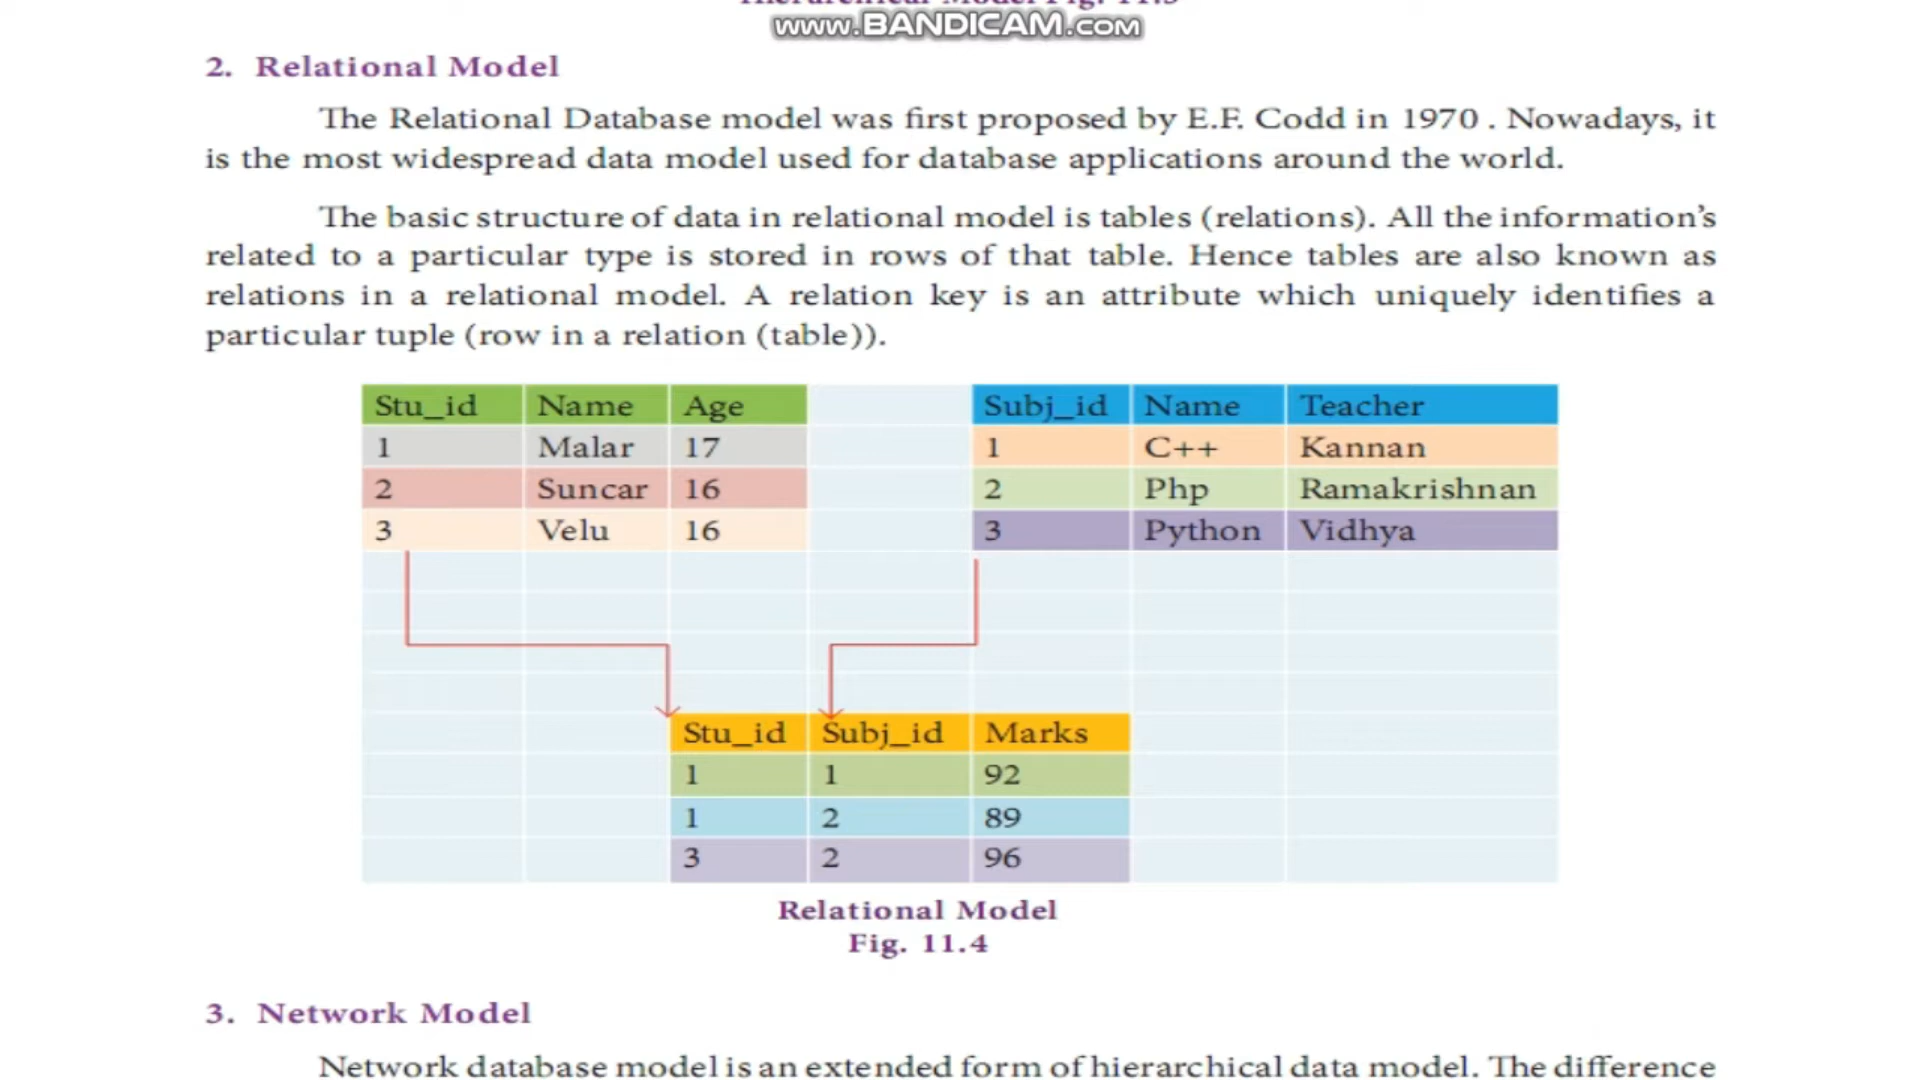 Hierarchical Model Fig. 11.3
www.BANDICAM.com
2. Relational Model
The Relational Database model was first proposed by E.F. Codd in 1970 . Nowadays, it
is the most widespread data model used for database applications around the world.
The basic structure of data in relational model is tables (relations). All the information’s
related to a particular type is stored in rows of that table. Hence tables are also known as
relations in a relational model. A relation key is an attribute which uniquely identifies a
particular tuple (row in a relation (table)).
Stu_id Name Age Subj_id Name Teacher
1 Malar 17 1 C++ Kannan
2 Suncar 16 2 Php Ramakrishnan
3 Velu 16 3 Python Vidhya
Stu_id Subj_id Marks
1 1 92
1 2 89
3 2 96
Relational Model
Fig. 11.4
3. Network Model
Network database model is an extended form of hierarchical data model. The difference